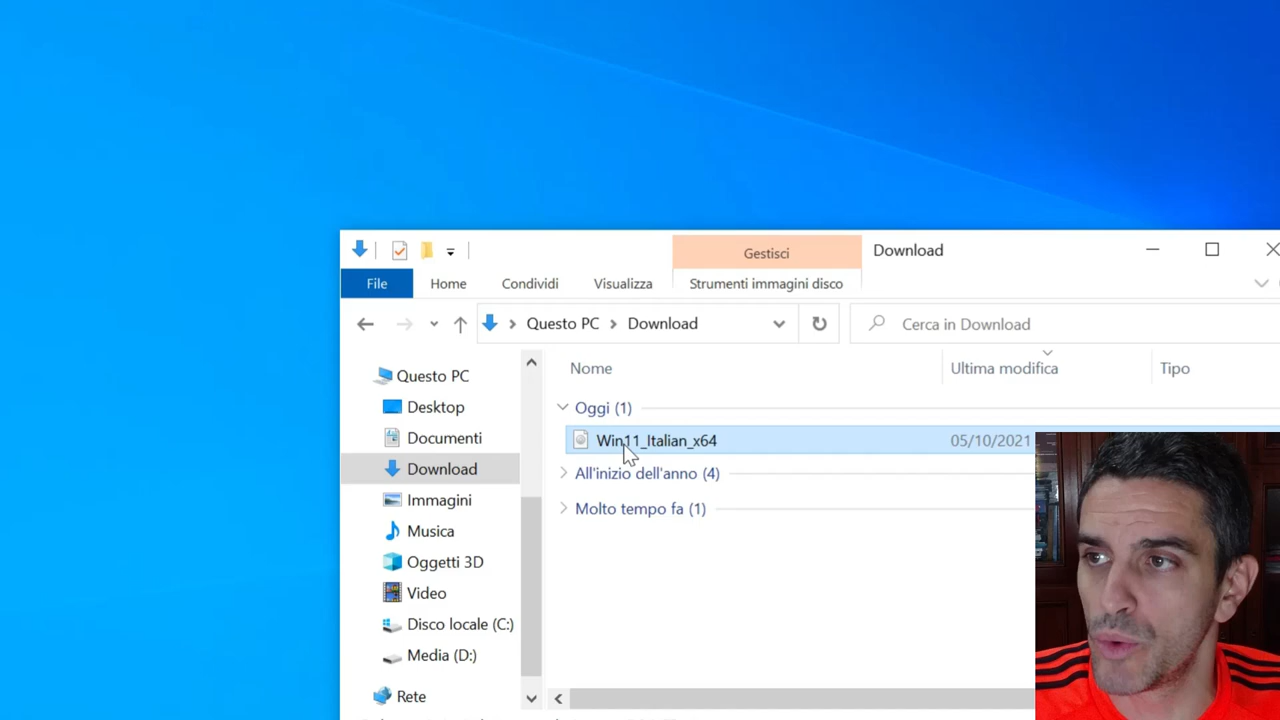 Gestisci
Download
File
Home
Condividi
Visualizza
Strumenti immagini disco
Questo PC
Download
Cerca in Download
Nome
Ultima modifica
Tipo
Questo PC
Desktop
Documenti
Download
Immagini
Musica
Oggetti 3D
Video
Disco locale (C:)
Media (D:)
Rete
Oggi (1)
Win11_Italian_x64
05/10/2021
All'inizio dell'anno (4)
Molto tempo fa (1)